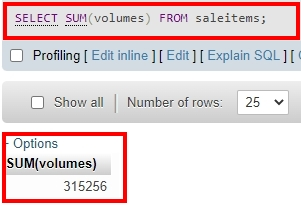 SELECT SUM(volumes) FROM saleitems;
Profiling [ Edit inline ] [ Edit ] [ Explain SQL ] [
Show all | Number of rows: 25
Options
SUM(volumes)
315256